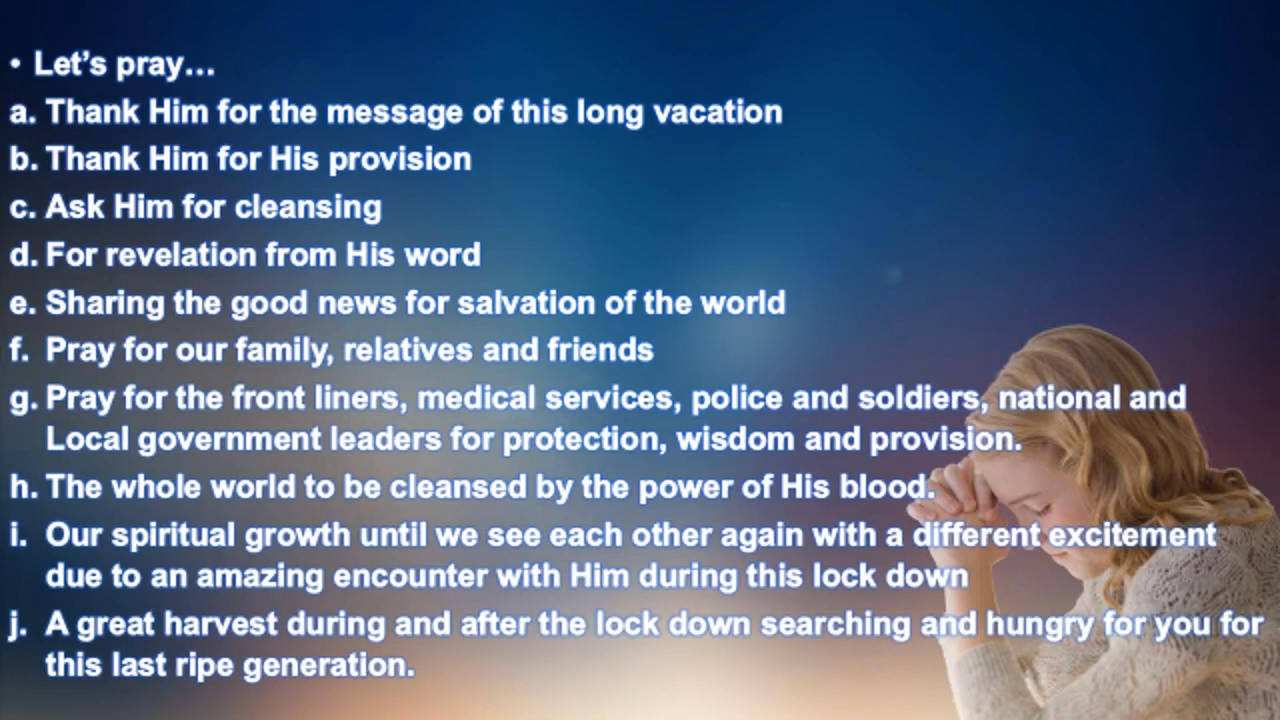 • Let’s pray…
a. Thank Him for the message of this long vacation
b. Thank Him for His provision
c. Ask Him for cleansing
d. For revelation from His word
e. Sharing the good news for salvation of the world
f. Pray for our family, relatives and friends
g. Pray for the front liners, medical services, police and soldiers, national and
Local government leaders for protection, wisdom and provision.
h. The whole world to be cleansed by the power of His blood.
i. Our spiritual growth until we see each other again with a different excitement
due to an amazing encounter with Him during this lock down
j. A great harvest during and after the lock down searching and hungry for you for
this last ripe generation.